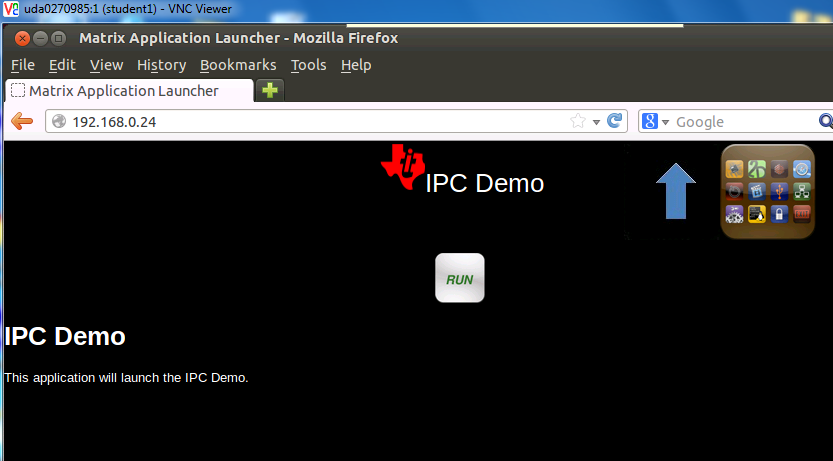 uda0270985:1 (student1) - VNC Viewer
Matrix Application Launcher - Mozilla Firefox
File Edit View History Bookmarks Tools Help
Matrix Application Launcher
192.168.0.24
Google
IPC Demo
RUN
IPC Demo
This application will launch the IPC Demo.